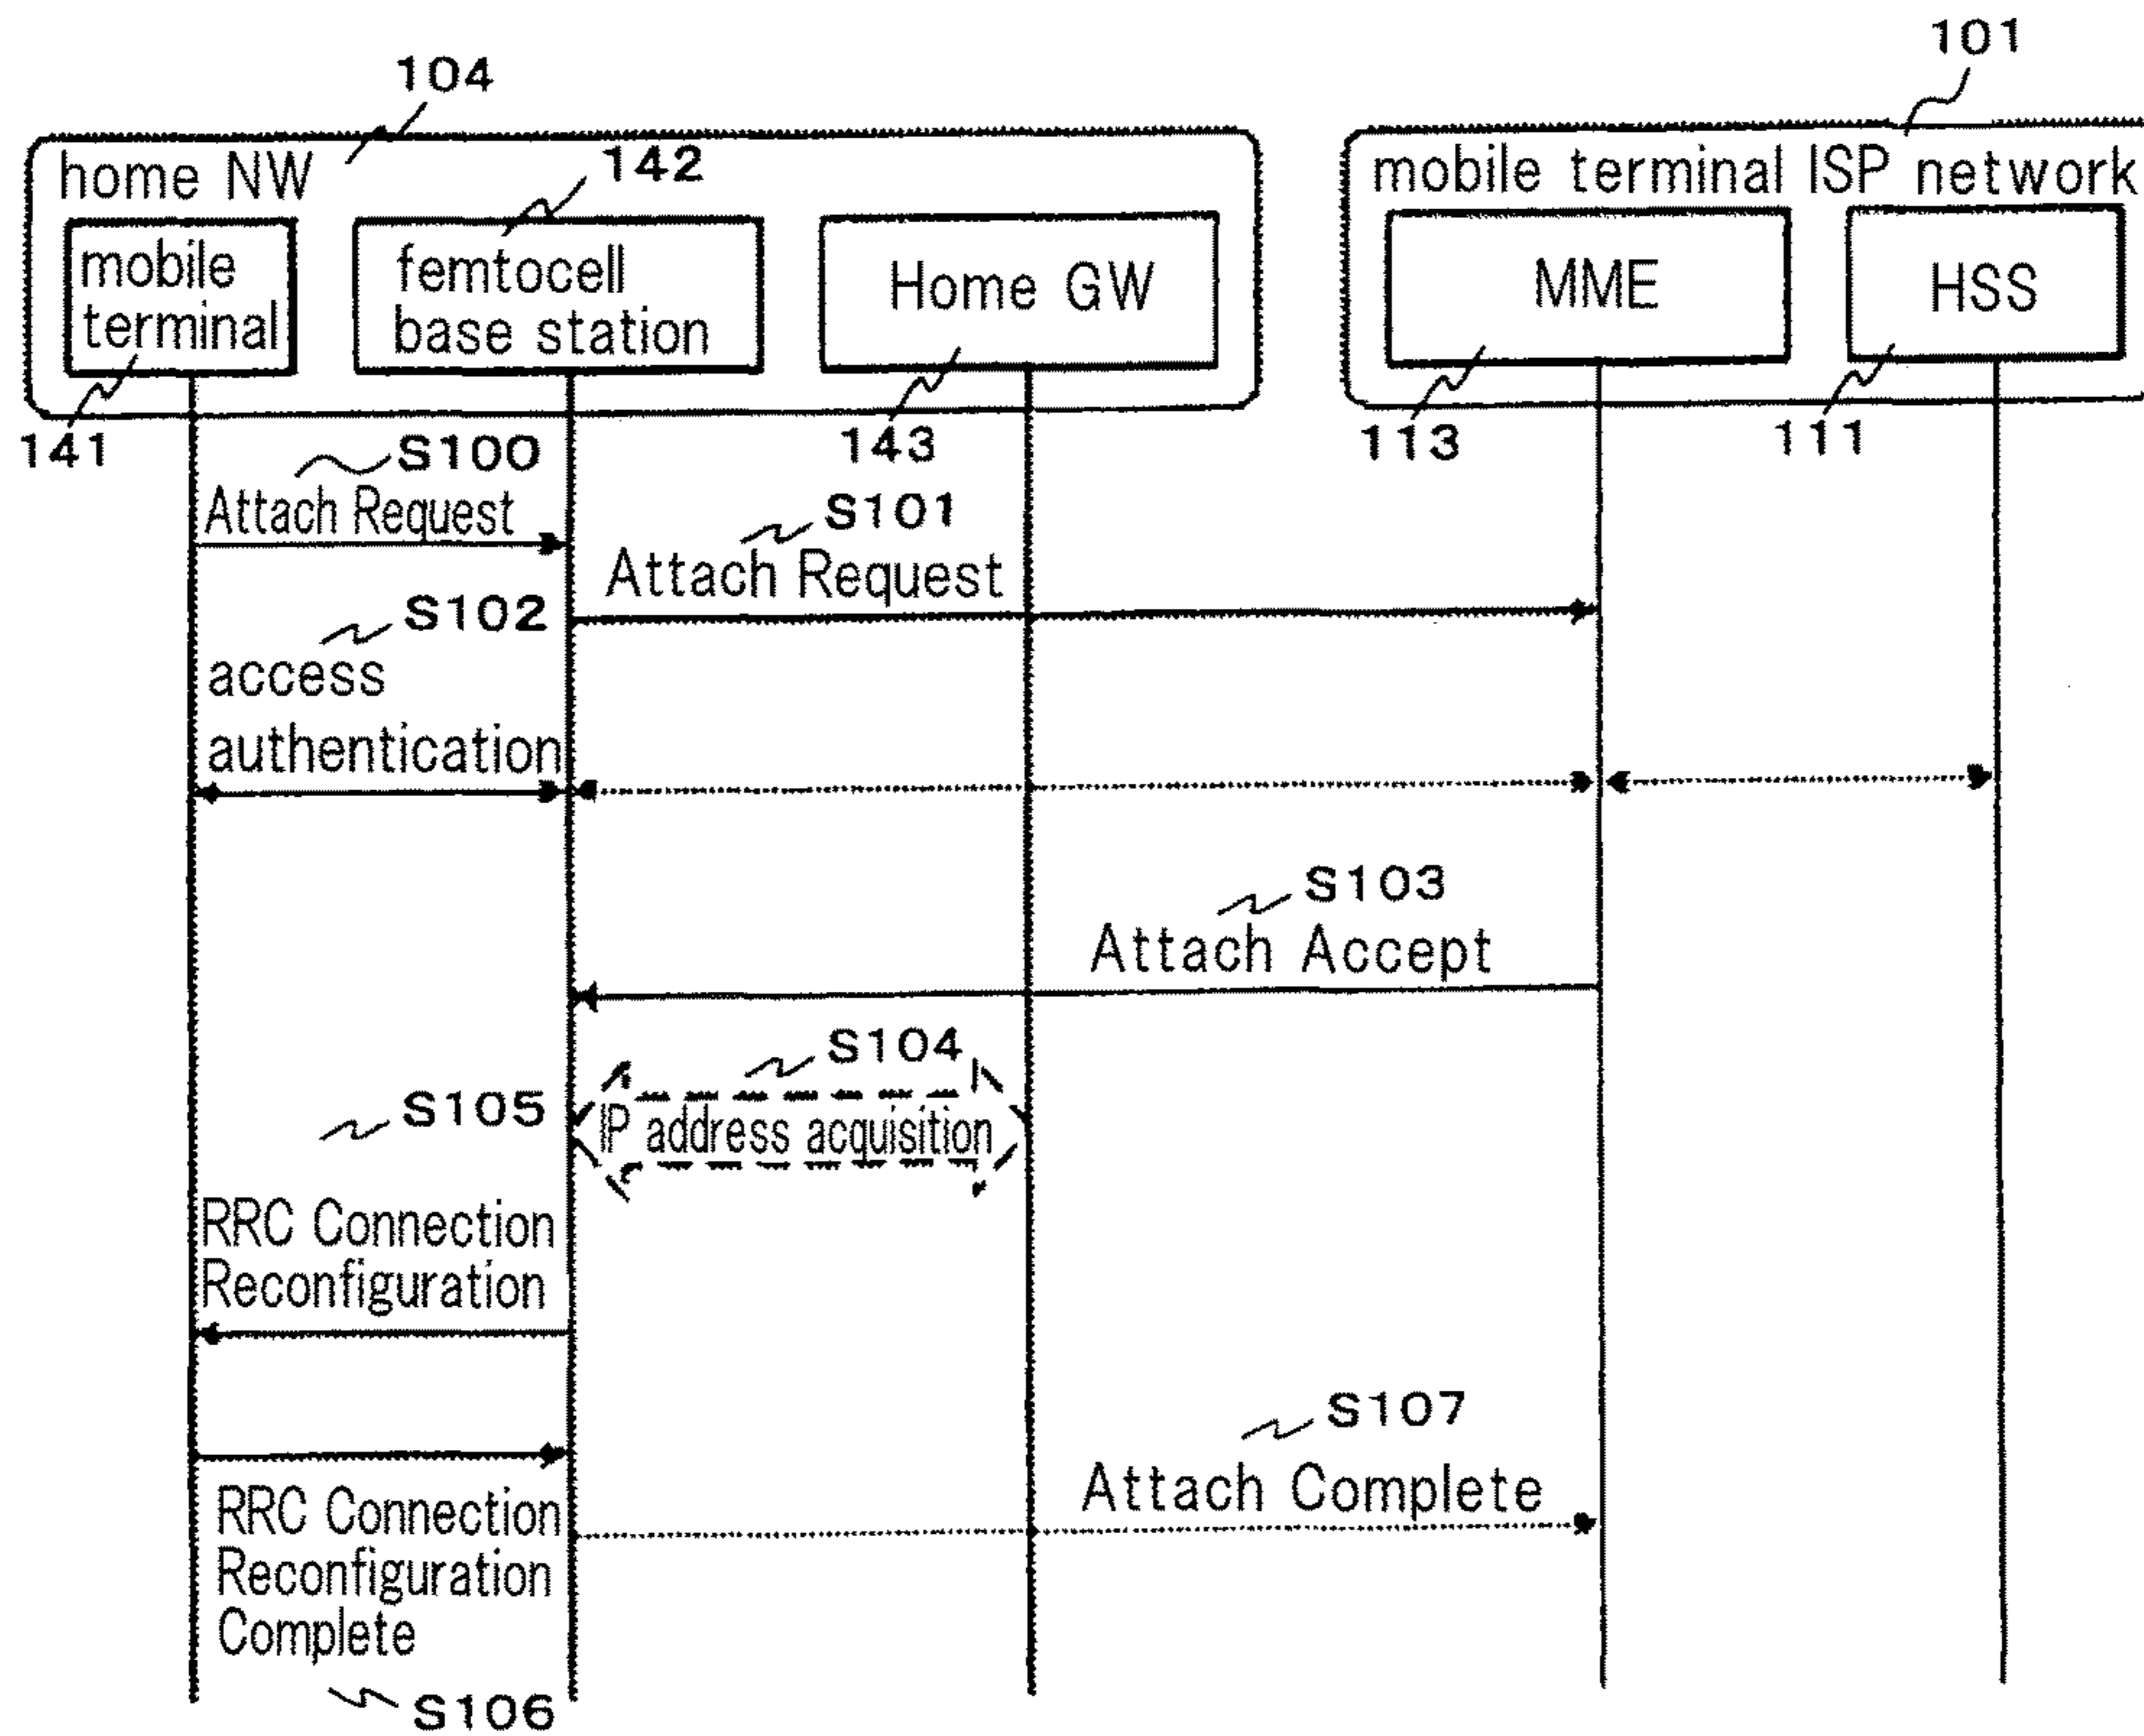 101
104
home NW
142
mobile terminal ISP network
mobile
terminal
femtocell
base station
Home GW
MME
HSS
141
143
113
111
S100
Attach Request
S101
Attach Request
S102
access
authentication
S103
Attach Accept
S104
IP address acquisition
S105
RRC Connection
Reconfiguration
S107
Attach Complete
RRC Connection
Reconfiguration
Complete
S106